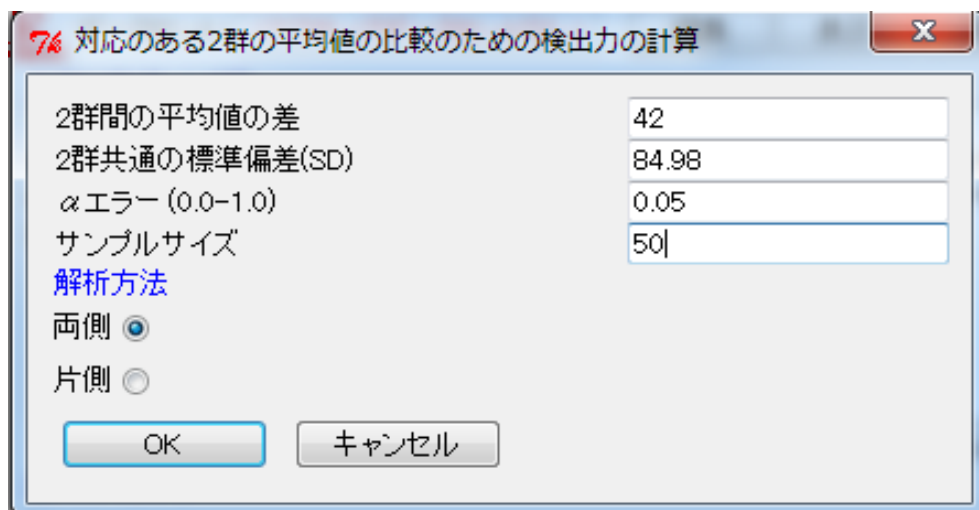 対応のある2群の平均値の比較のための検出力の計算
2群間の平均値の差 42
2群共通の標準偏差(SD) 84.98
αエラー (0.0-1.0) 0.05
サンプルサイズ 50
解析方法
両側
片側
OK キャンセル